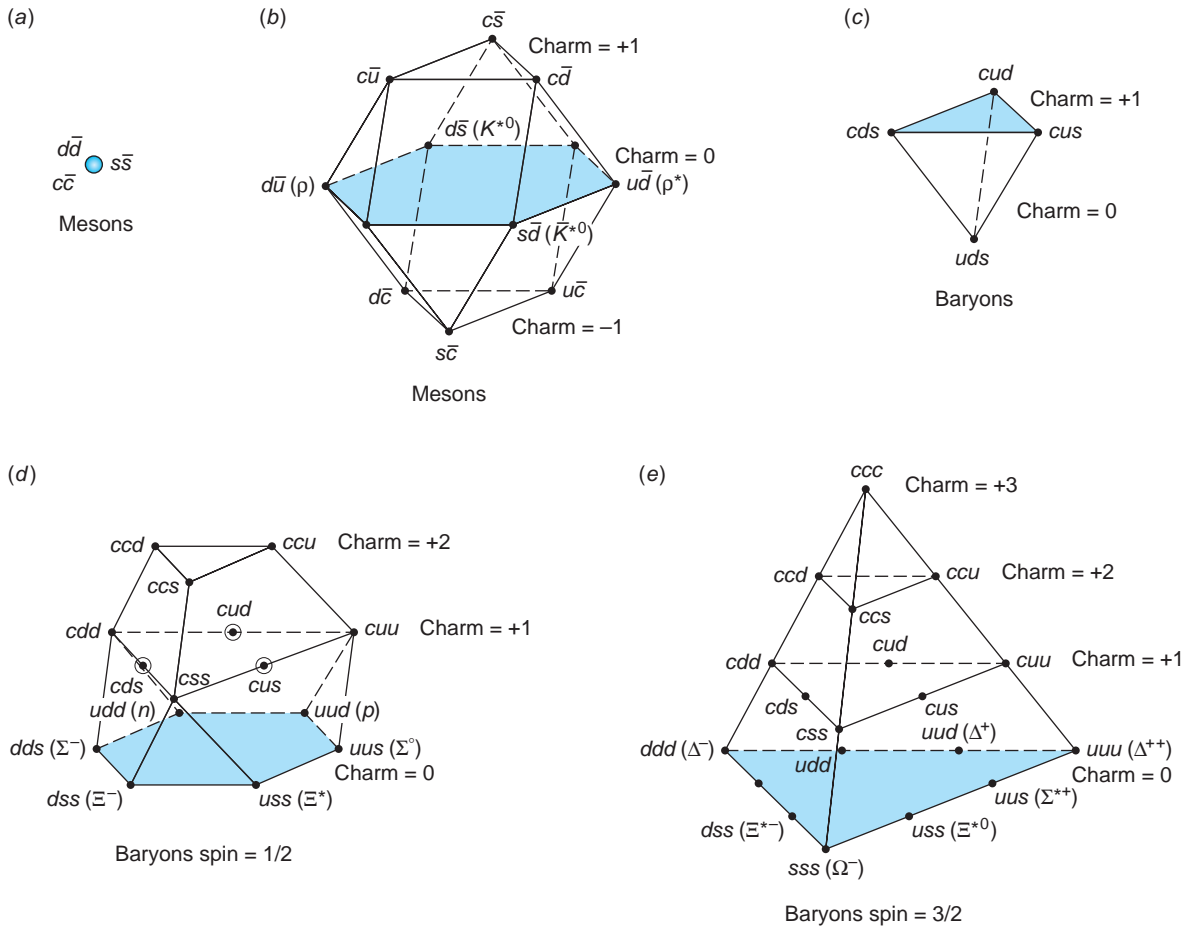 (a)
dd̄
cc̄
ss̄
Mesons
(b)
cs̄
Charm = +1
cū
cd̄
ds̄ (K*⁰)
Charm = 0
dū (ρ)
ud̄ (ρ*)
sd̄ (K̄*⁰)
dc̄
uc̄
Charm = –1
sc̄
Mesons
(c)
cud
Charm = +1
cds
cus
Charm = 0
uds
Baryons
(d)
ccd
ccu
Charm = +2
ccs
cud
cdd
cuu
Charm = +1
cds
css
cus
udd (n)
uud (p)
dds (Σ⁻)
uus (Σ°)
Charm = 0
dss (Ξ⁻)
uss (Ξ*)
Baryons spin = 1/2
(e)
ccc
Charm = +3
ccd
ccu
Charm = +2
ccs
cud
cdd
cuu
Charm = +1
cds
cus
css
uud (Δ⁺)
ddd (Δ⁻)
udd
uuu (Δ⁺⁺)
Charm = 0
uus (Σ*⁺)
dss (Ξ*⁻)
uss (Ξ*⁰)
sss (Ω⁻)
Baryons spin = 3/2